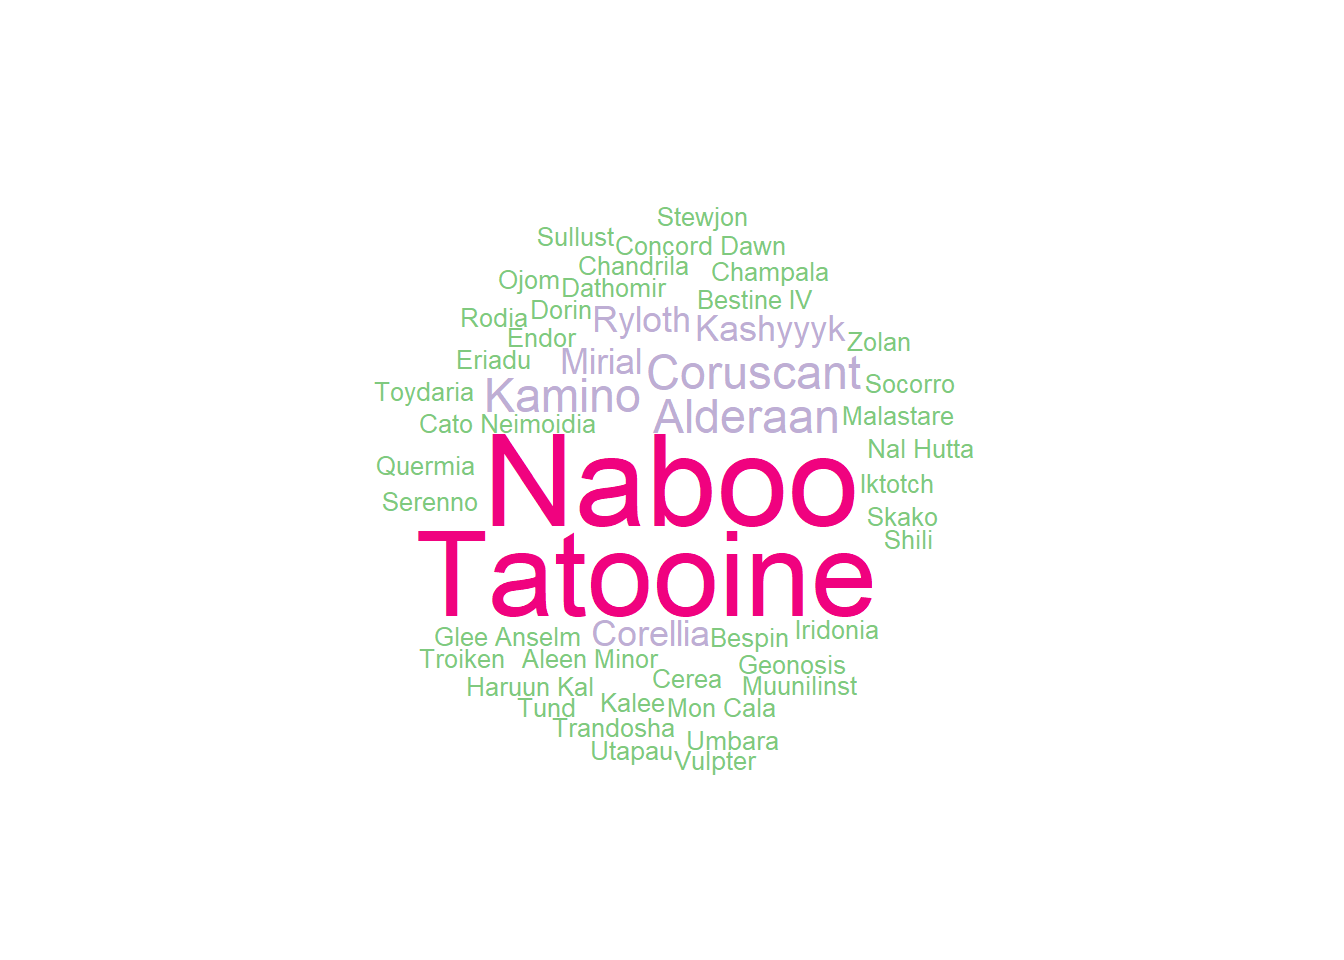 Stewjon
Sullust
Concord Dawn
Chandrila
Champala
Ojom
Dathomir
Bestine IV
Rodia
Dorin
Ryloth
Kashyyyk
Endor
Zolan
Eriadu
Mirial
Coruscant
Toydaria
Kamino
Socorro
Cato Neimoidia
Alderaan
Malastare
Nal Hutta
Quermia
Naboo
Iktotch
Serenno
Skako
Shili
Tatooine
Glee Anselm
Corellia
Bespin
Iridonia
Troiken
Aleen Minor
Geonosis
Haruun Kal
Cerea
Muunilinst
Tund
Kalee
Mon Cala
Trandosha
Umbara
Utapau
Vulpter